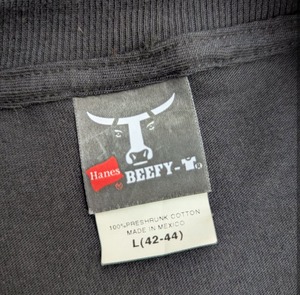 Hanes ® BEEFY-T®
100% PRESHRUNK COTTON
MADE IN MEXICO
L(42-44)